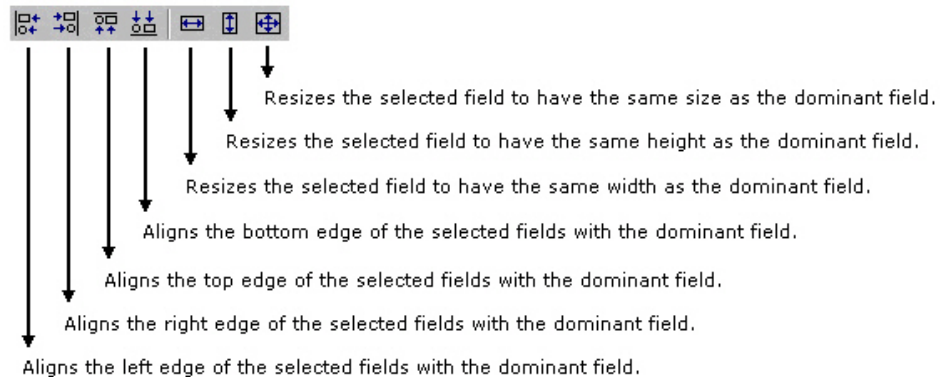 Resizes the selected field to have the same size as the dominant field.
Resizes the selected field to have the same height as the dominant field.
Resizes the selected field to have the same width as the dominant field.
Aligns the bottom edge of the selected fields with the dominant field.
Aligns the top edge of the selected fields with the dominant field.
Aligns the right edge of the selected fields with the dominant field.
Aligns the left edge of the selected fields with the dominant field.